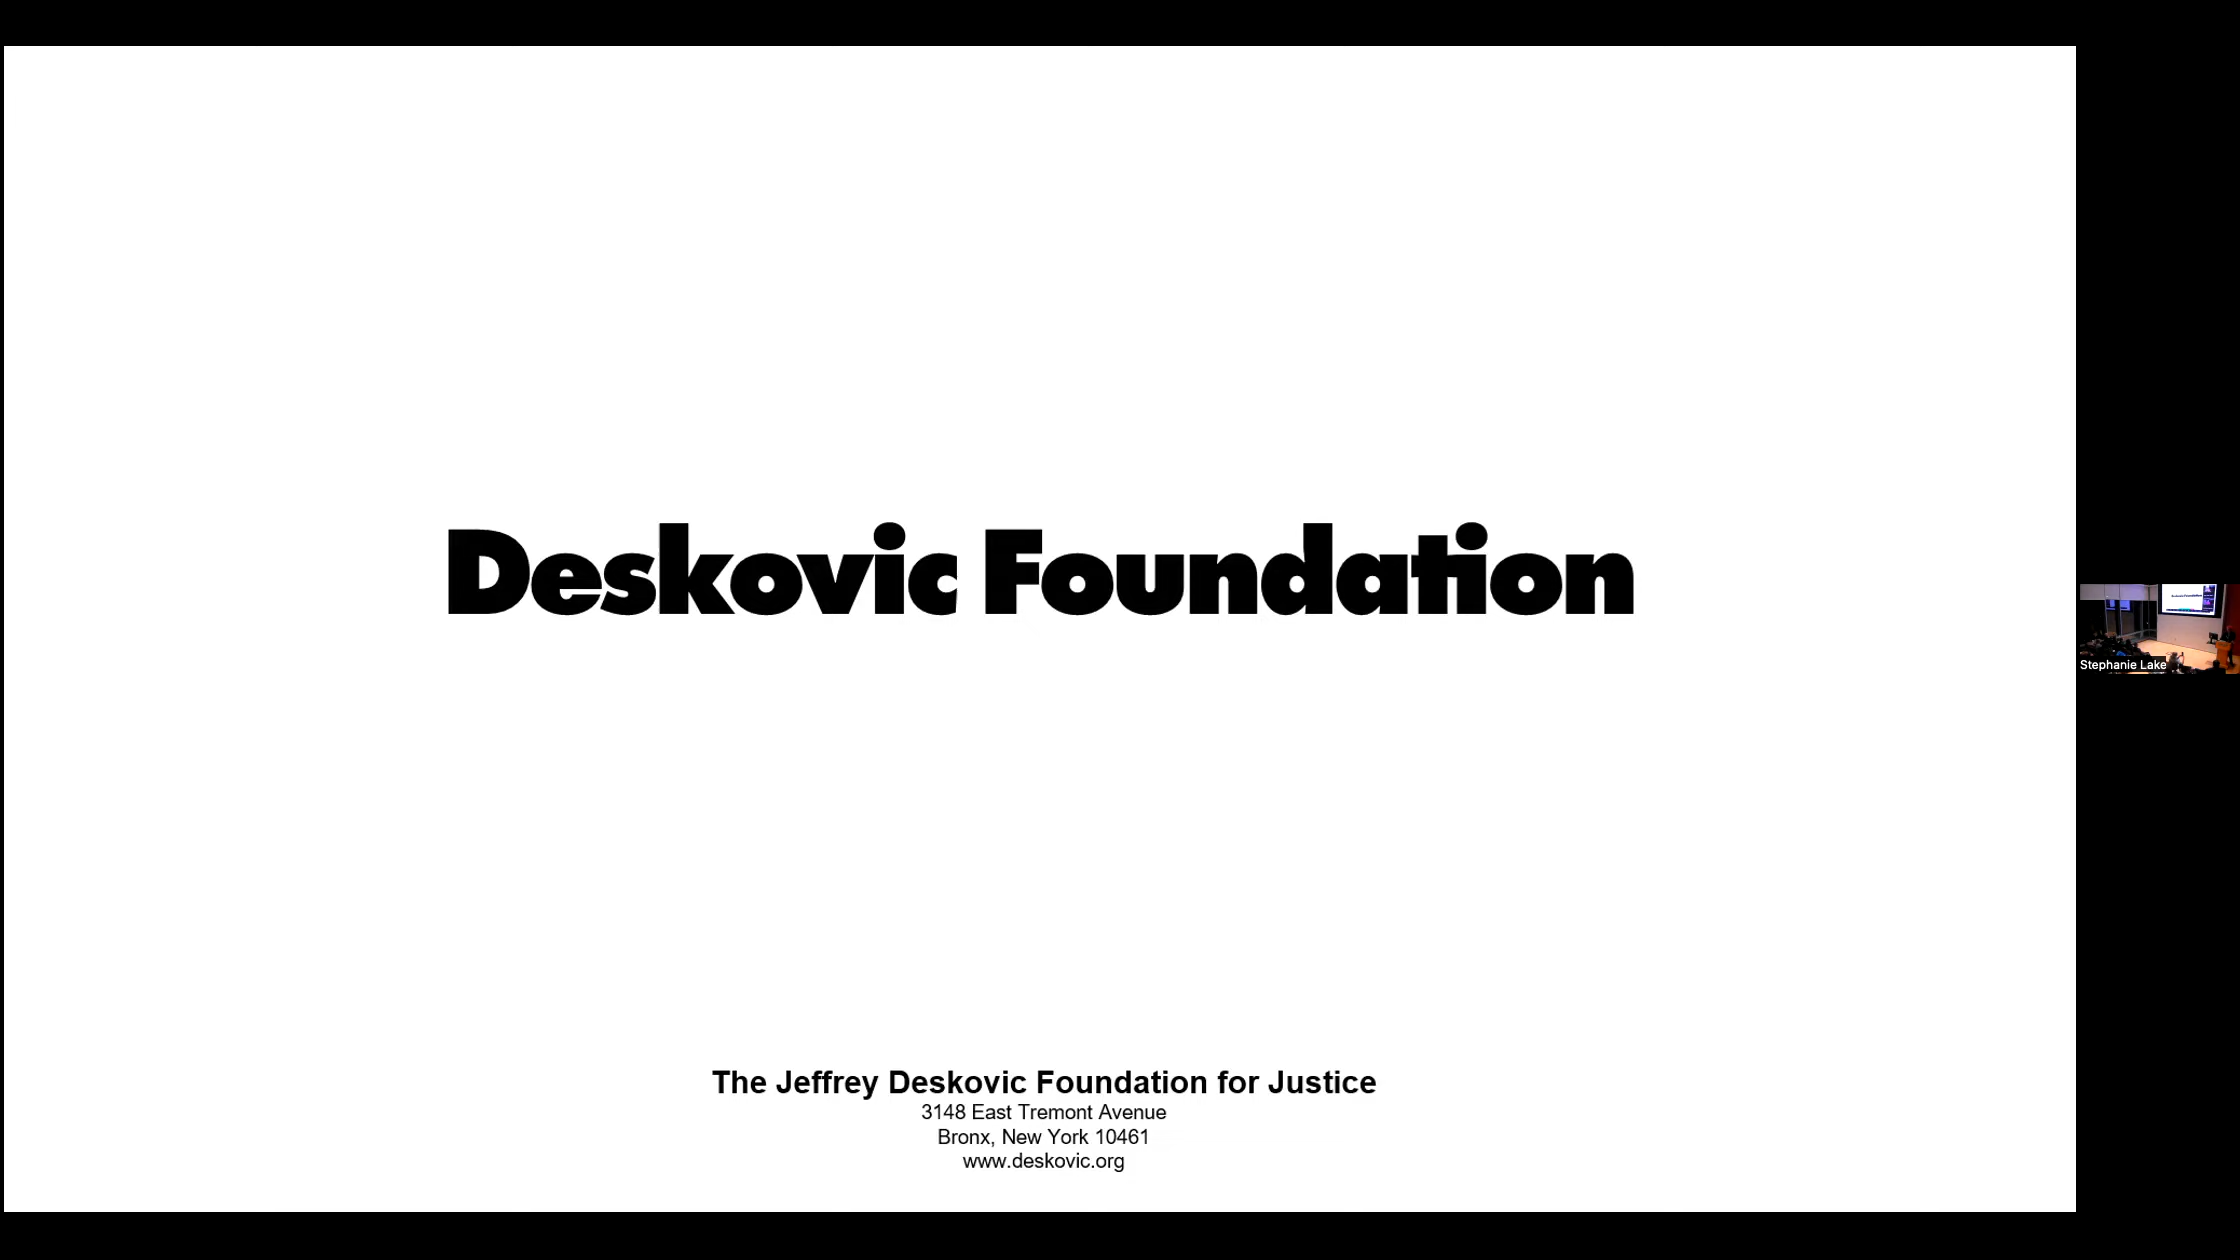 Deskovic Foundation
The Jeffrey Deskovic Foundation for Justice
3148 East Tremont Avenue
Bronx, New York 10461
www.deskovic.org
Stephanie Lake